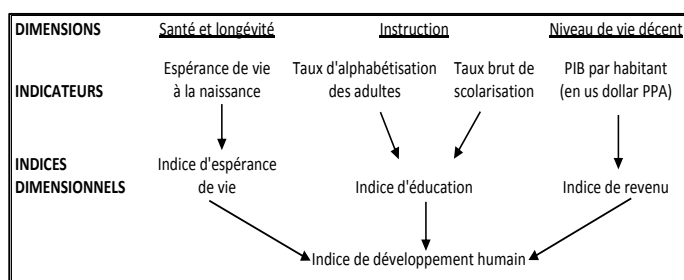 DIMENSIONS Santé et longévité Instruction Niveau de vie décent
Espérance de vie Taux d'alphabétisation Taux brut de PIB par habitant
INDICATEURS à la naissance des adultes scolarisation (en us dollar PPA)
INDICES Indice d'espérance
DIMENSIONNELS de vie Indice d'éducation Indice de revenu
Indice de développement humain